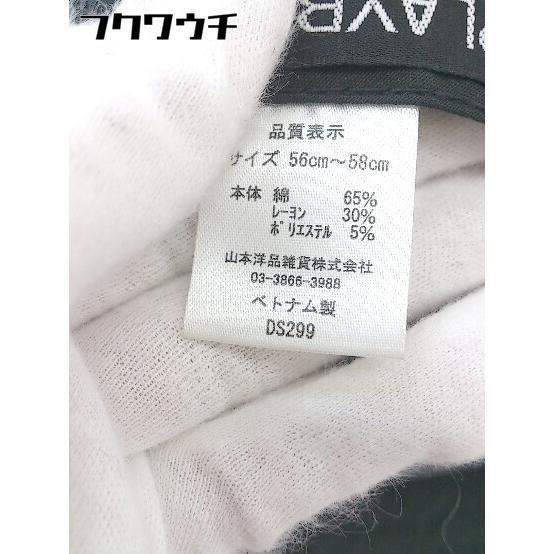 フクワウチ
PLAYB
品質表示
サイズ 56cm～58cm
本体 綿 65%
レーヨン 30%
ポリエステル 5%
山本洋品雑貨株式会社
03-3866-3988
ベトナム製
DS299